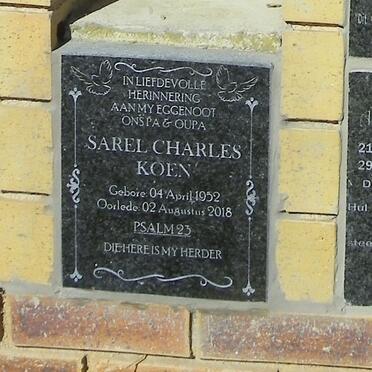 IN LIEFDEVOLLE
HERINNERING
AAN MY EGGENOOT
ONS PA & OUPA
SAREL CHARLES
KOEN
Gebore: 04 April 1952
Oorlede: 02 Augustus 2018
PSALM 23
DIE HERE IS MY HERDER